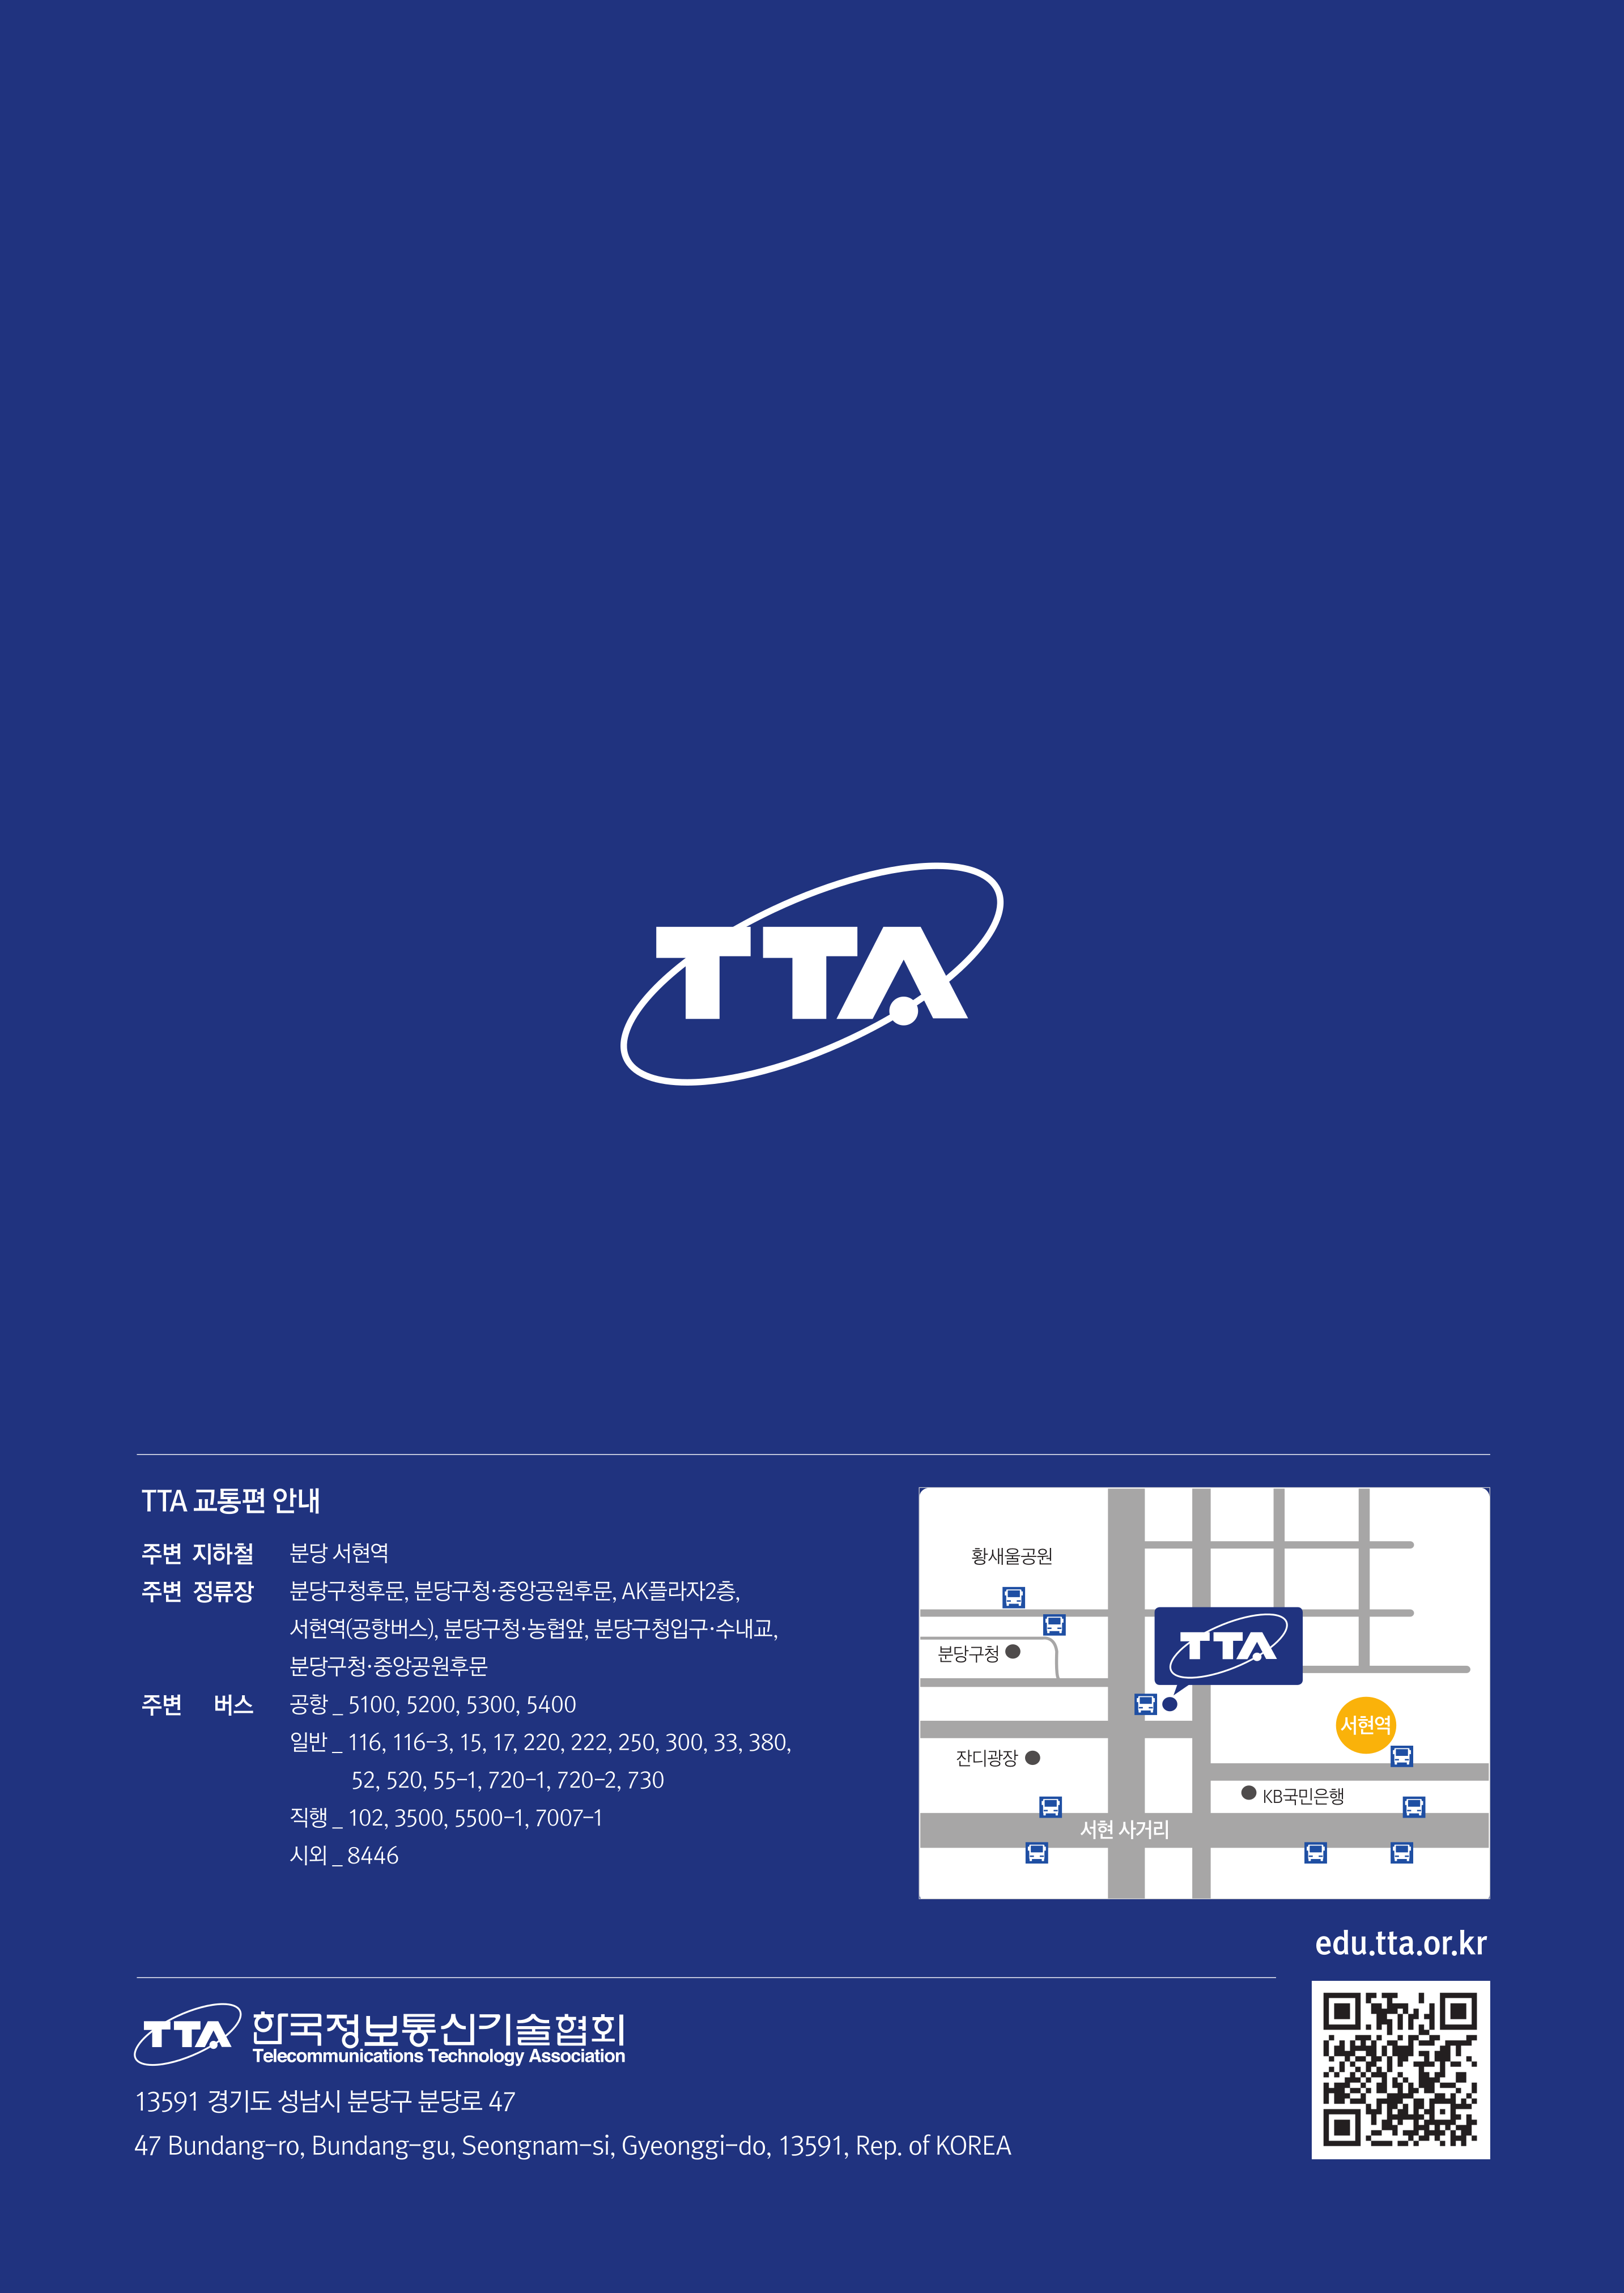 TTA
TTA 교통편 안내
주변 지하철 분당 서현역
주변 정류장 분당구청후문, 분당구청·중앙공원후문, AK플라자2층,
서현역(공항버스), 분당구청·농협앞, 분당구청입구·수내교,
분당구청·중앙공원후문
주변 버스 공항 _ 5100, 5200, 5300, 5400
일반 _ 116, 116-3, 15, 17, 220, 222, 250, 300, 33, 380,
52, 520, 55-1, 720-1, 720-2, 730
직행 _ 102, 3500, 5500-1, 7007-1
시외 _ 8446
황새울공원
TTA
분당구청
서현역
잔디광장
KB국민은행
서현 사거리
edu.tta.or.kr
TTA 한국정보통신기술협회
Telecommunications Technology Association
13591 경기도 성남시 분당구 분당로 47
47 Bundang-ro, Bundang-gu, Seongnam-si, Gyeonggi-do, 13591, Rep. of KOREA